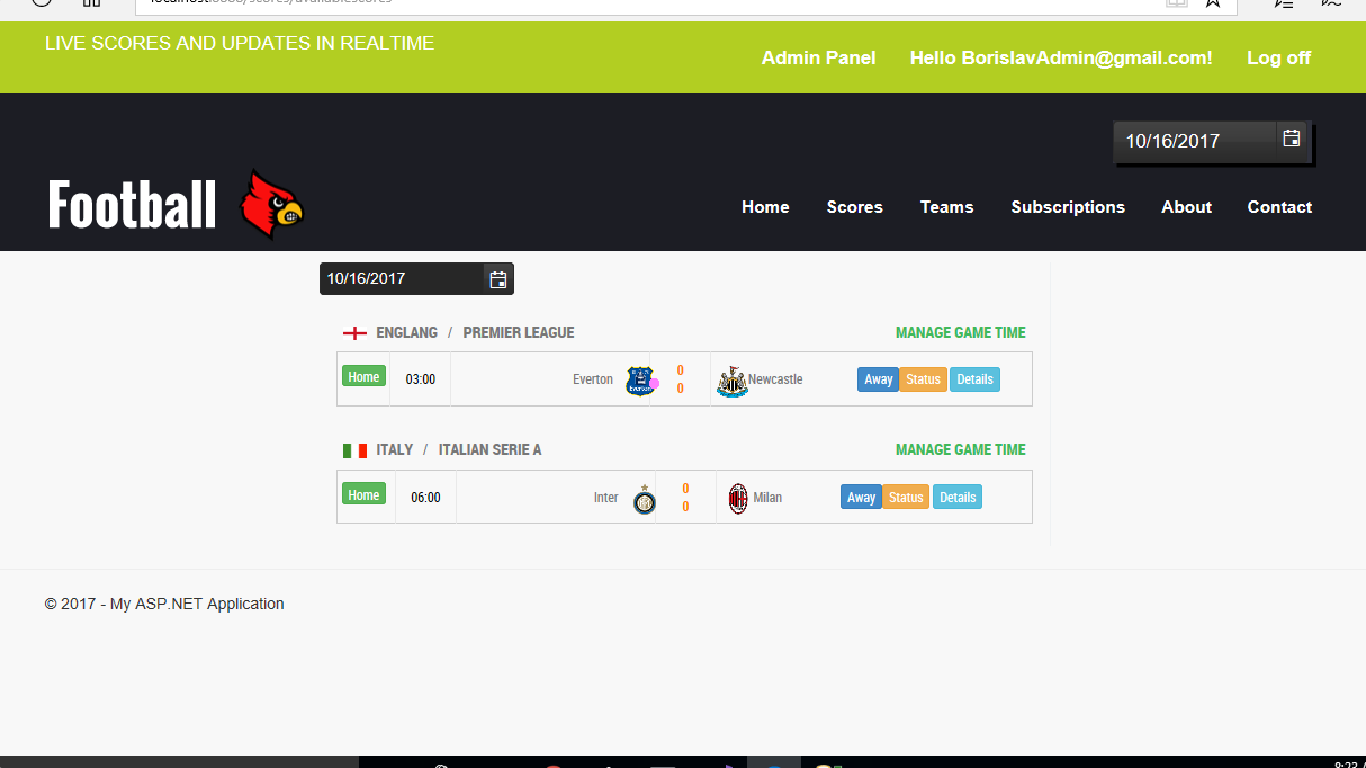 LIVE SCORES AND UPDATES IN REALTIME
Admin Panel Hello BorislavAdmin@gmail.com! Log off
10/16/2017
Football
Home Scores Teams Subscriptions About Contact
10/16/2017
ENGLANG / PREMIER LEAGUE MANAGE GAME TIME
Home 03:00 Everton Everton 0 0 Newcastle Away Status Details
ITALY / ITALIAN SERIE A MANAGE GAME TIME
Home 06:00 Inter 0 0 Milan Away Status Details
© 2017 - My ASP.NET Application